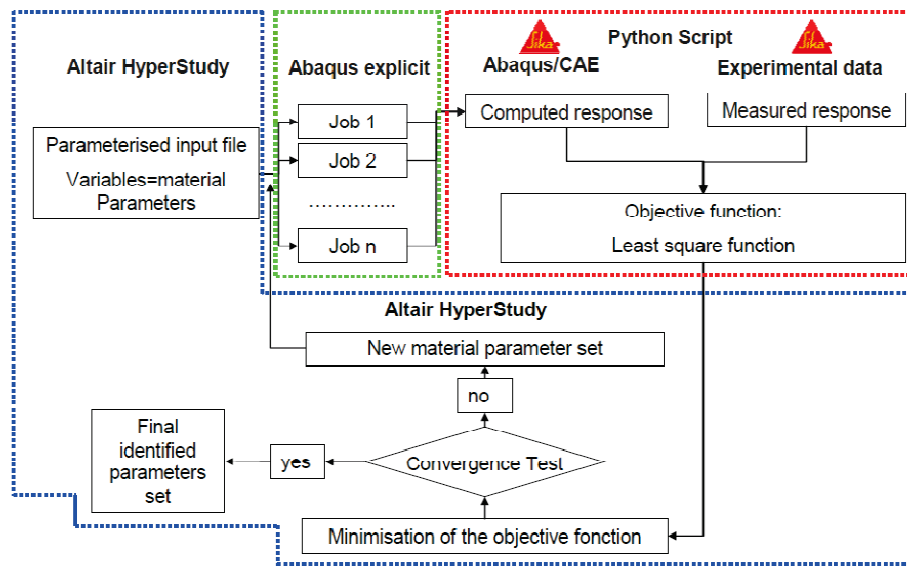 Python Script
Sika
Sika
Altair HyperStudy
Abaqus explicit
Abaqus/CAE
Experimental data
Parameterised input file
Variables=material
Parameters
Job 1
Job 2
..............
Job n
Computed response
Measured response
Objective function:
Least square function
Altair HyperStudy
New material parameter set
no
Final
identified
parameters
set
yes
Convergence Test
Minimisation of the objective fonction